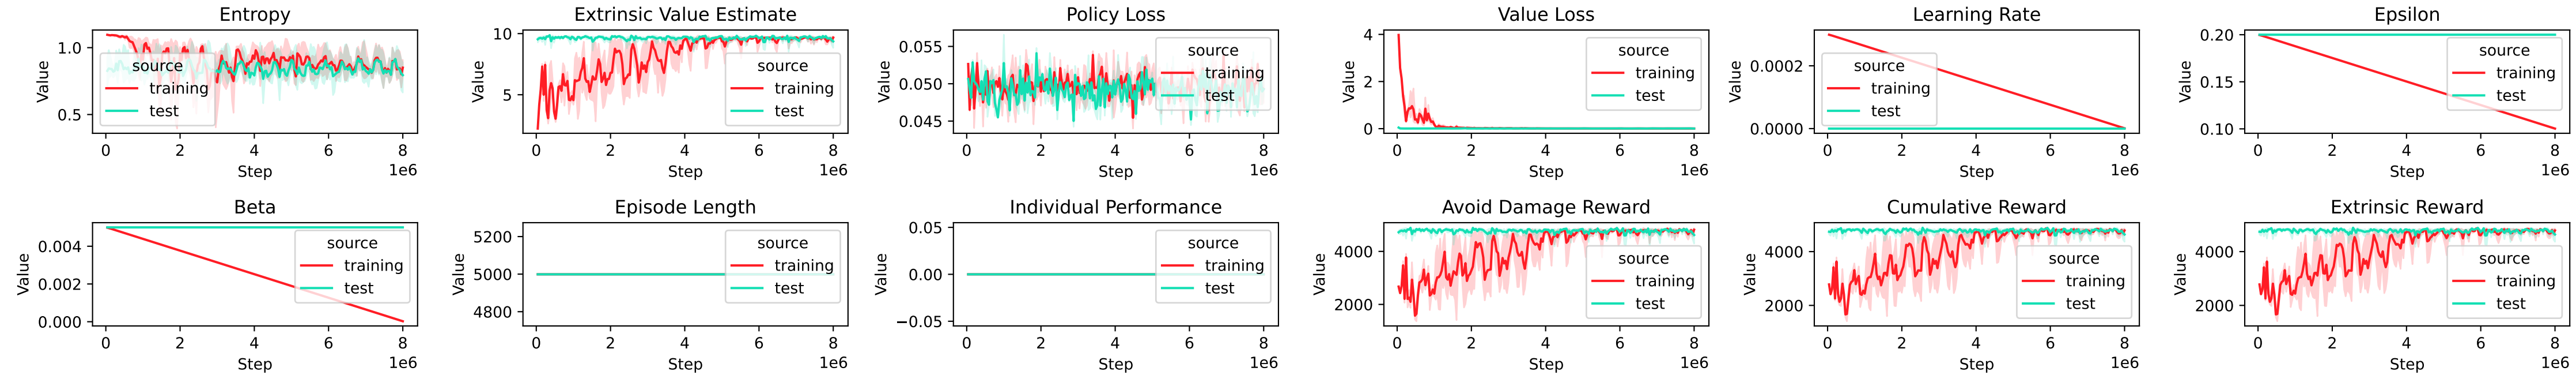 Entropy
Value
1.0
0.5
source
training
test
0 2 4 6 8
Step
1e6
Extrinsic Value Estimate
Value
10
5
source
training
test
0 2 4 6 8
Step
1e6
Policy Loss
Value
0.055
0.050
0.045
source
training
test
0 2 4 6 8
Step
1e6
Value Loss
Value
4
2
0
source
training
test
0 2 4 6 8
Step
1e6
Learning Rate
Value
0.0002
0.0000
source
training
test
0 2 4 6 8
Step
1e6
Epsilon
Value
0.20
0.15
0.10
source
training
test
0 2 4 6 8
Step
1e6
Beta
Value
0.004
0.002
0.000
source
training
test
0 2 4 6 8
Step
1e6
Episode Length
Value
5200
5000
4800
source
training
test
0 2 4 6 8
Step
1e6
Individual Performance
Value
0.05
0.00
−0.05
source
training
test
0 2 4 6 8
Step
1e6
Avoid Damage Reward
Value
4000
2000
source
training
test
0 2 4 6 8
Step
1e6
Cumulative Reward
Value
4000
2000
source
training
test
0 2 4 6 8
Step
1e6
Extrinsic Reward
Value
4000
2000
source
training
test
0 2 4 6 8
Step
1e6